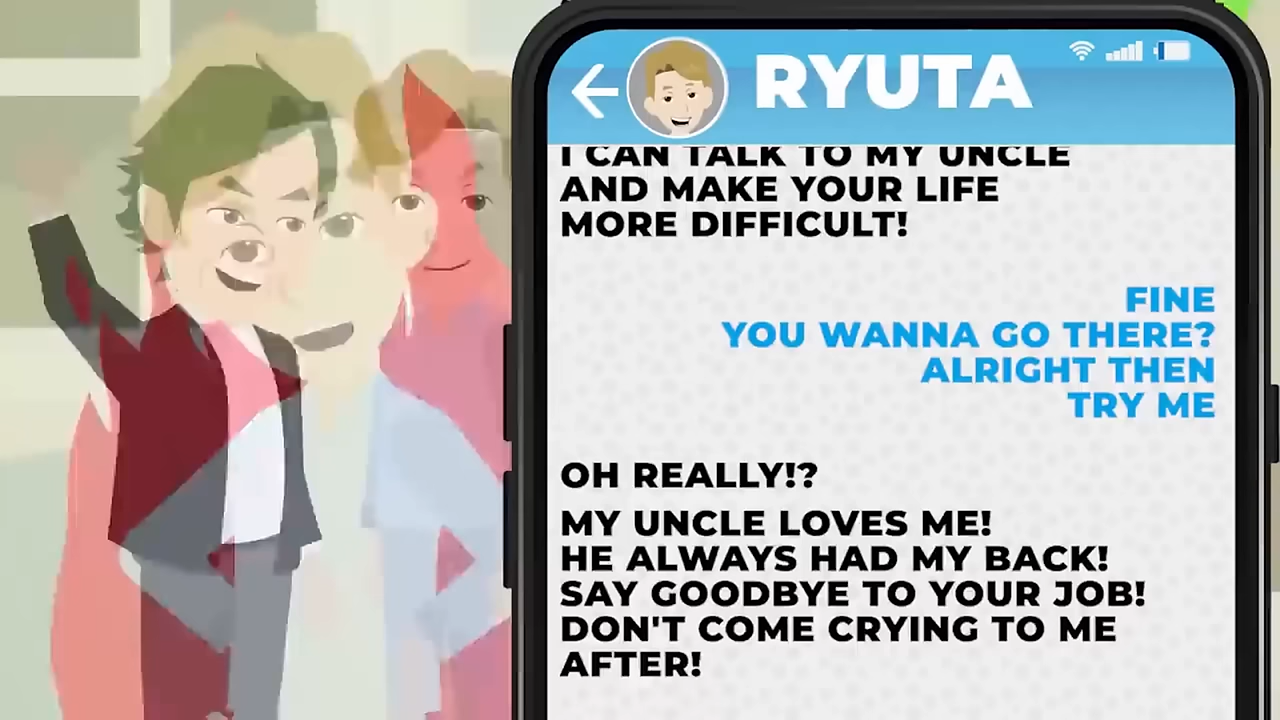 RYUTA
I CAN TALK TO MY UNCLE
AND MAKE YOUR LIFE
MORE DIFFICULT!
FINE
YOU WANNA GO THERE?
ALRIGHT THEN
TRY ME
OH REALLY!?
MY UNCLE LOVES ME!
HE ALWAYS HAD MY BACK!
SAY GOODBYE TO YOUR JOB!
DON'T COME CRYING TO ME
AFTER!